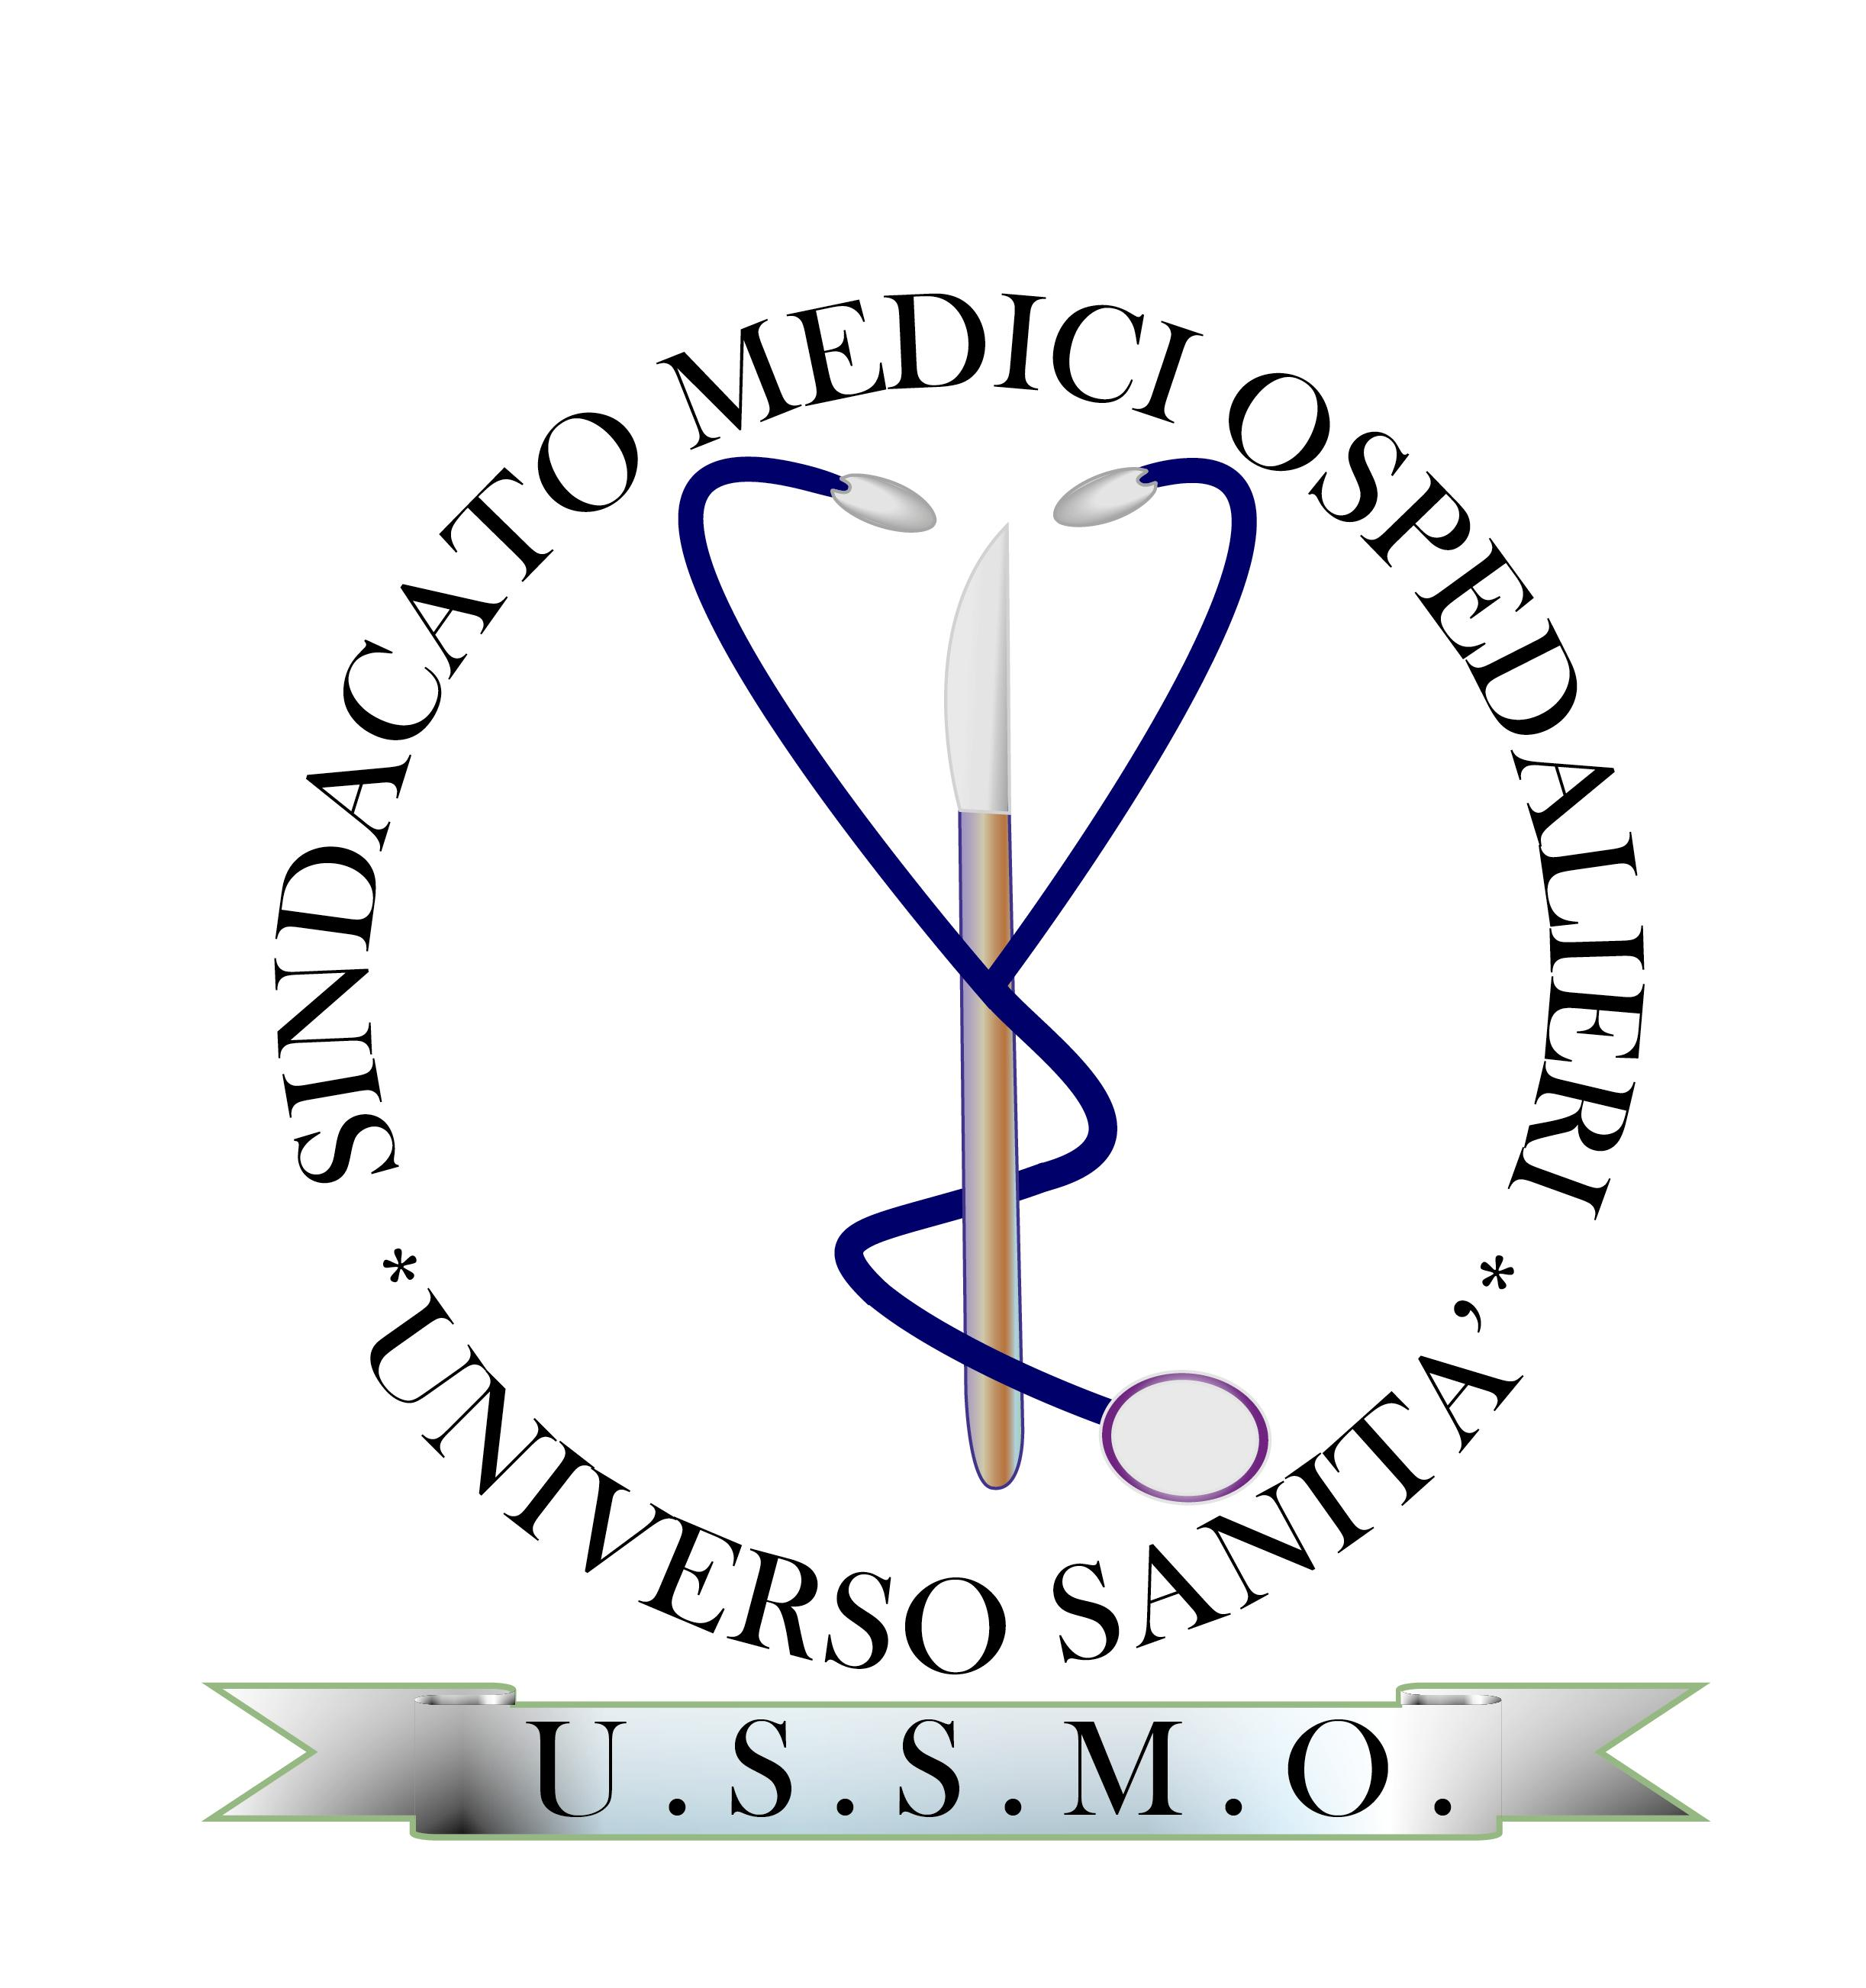 SINDACATO MEDICI OSPEDALIERI
*UNIVERSO SANITA'*
U.S.S.M.O.